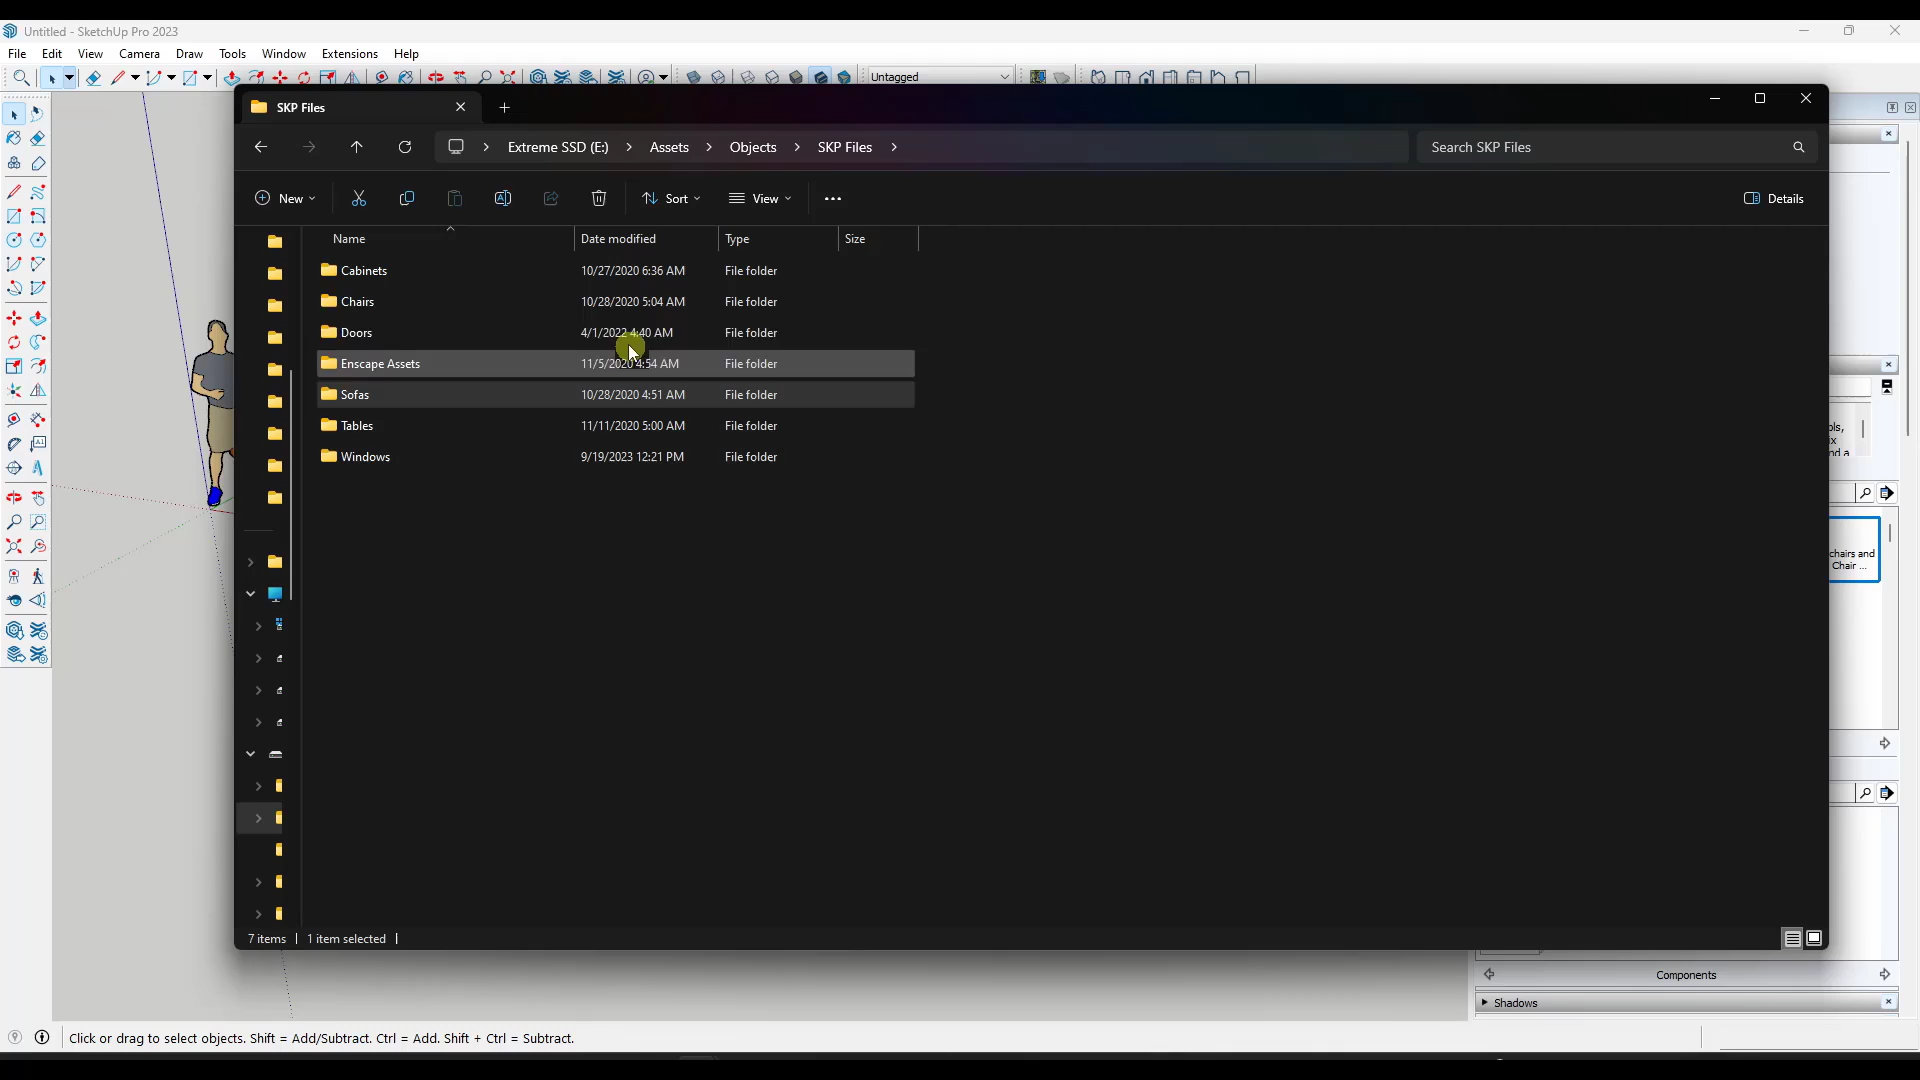 Untitled - SketchUp Pro 2023
File Edit View Camera Draw Tools Window Extensions Help
Untagged
SKP Files
Extreme SSD (E:) Assets Objects SKP Files
Search SKP Files
New Sort View Details
Name Date modified Type Size
Cabinets 10/27/2020 6:36 AM File folder
Chairs 10/28/2020 5:04 AM File folder
Doors 4/1/2022 4:40 AM File folder
Enscape Assets 11/5/2020 4:54 AM File folder
Sofas 10/28/2020 4:51 AM File folder
Tables 11/11/2020 5:00 AM File folder
Windows 9/19/2023 12:21 PM File folder
chairs and
Chair ...
7 items 1 item selected
Components
Shadows
Click or drag to select objects. Shift = Add/Subtract. Ctrl = Add. Shift + Ctrl = Subtract.